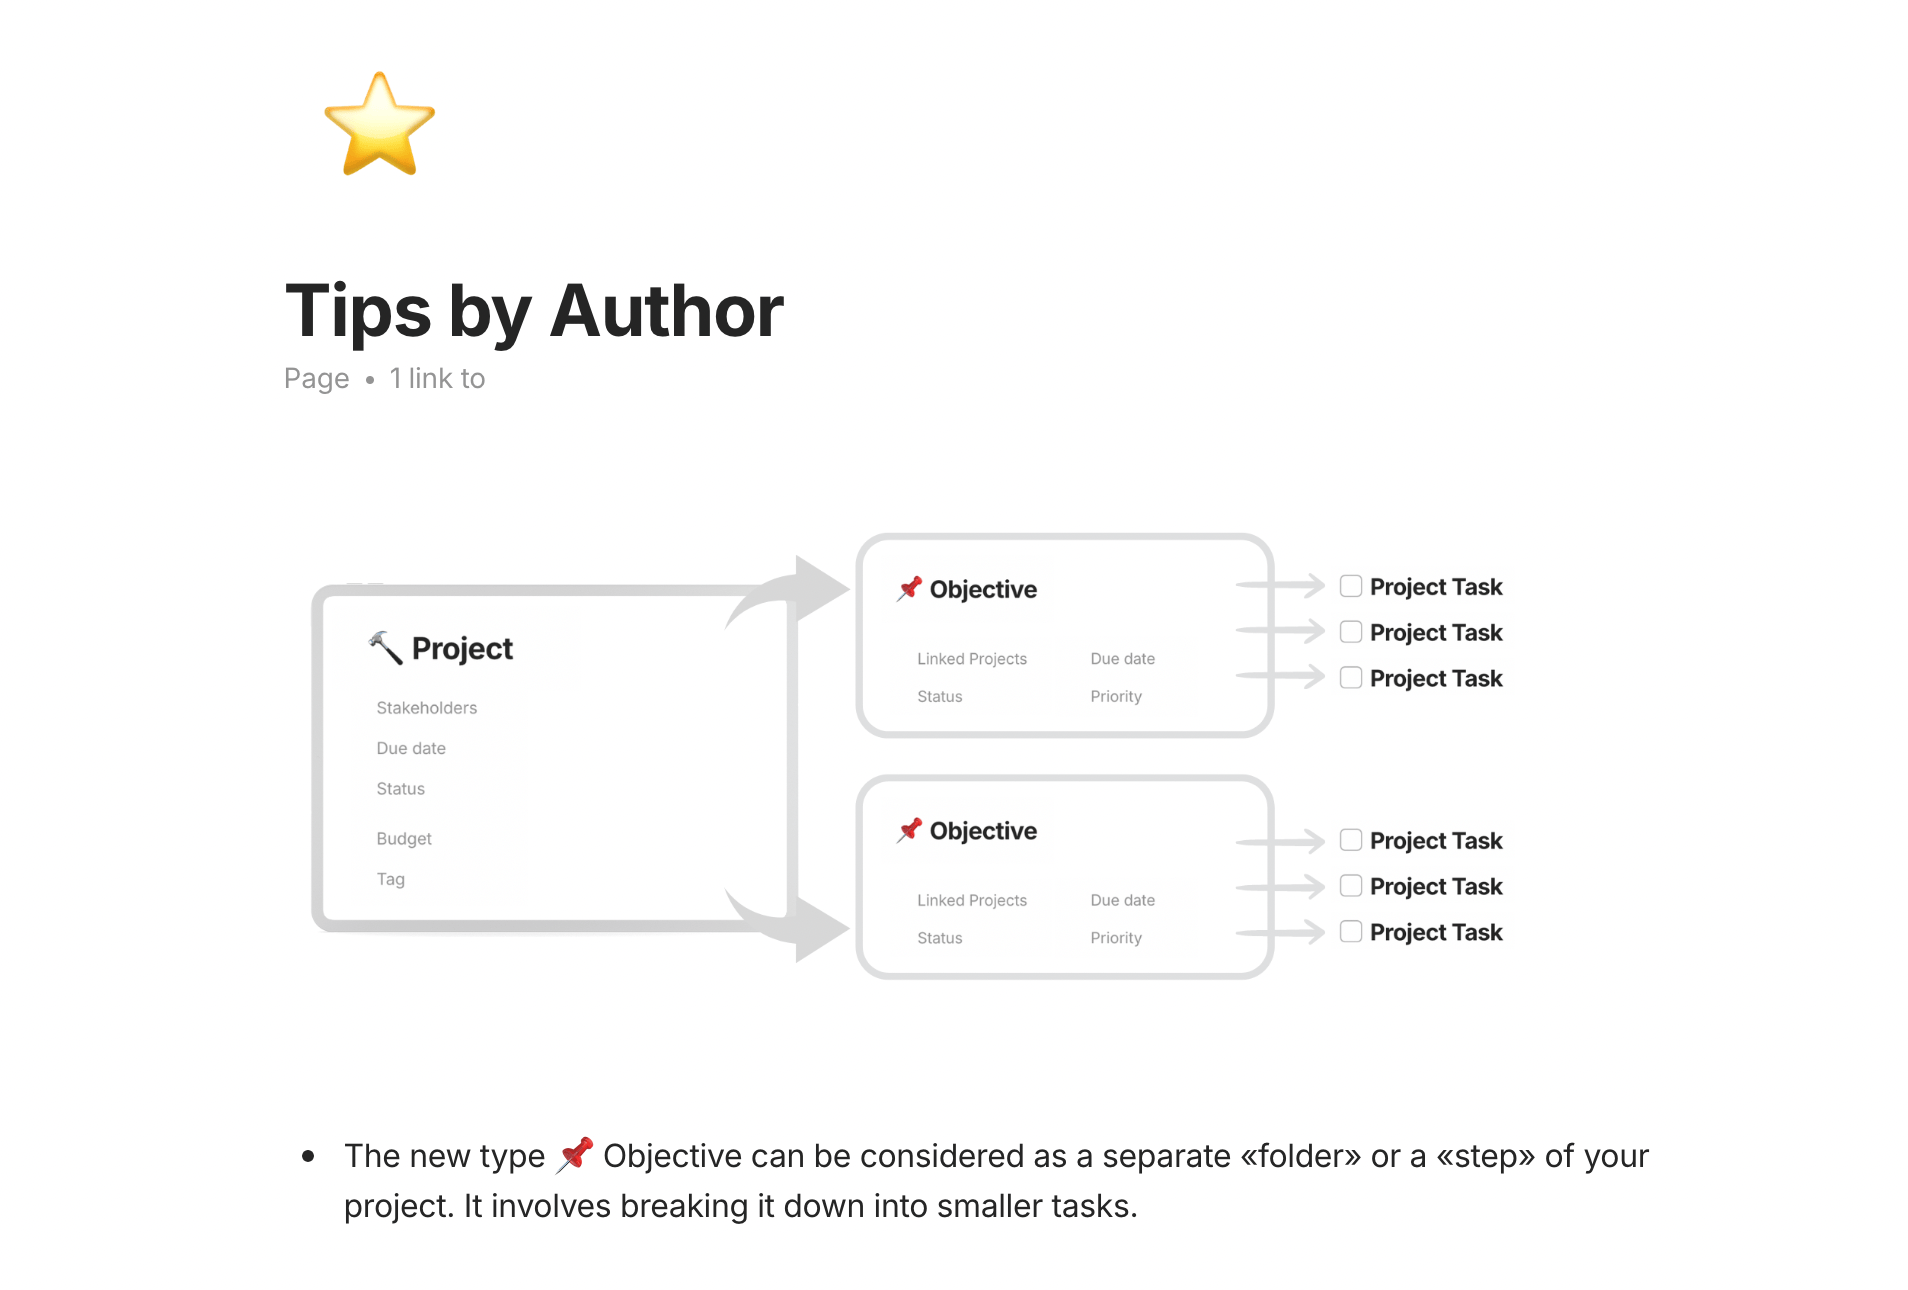 Tips by Author
Page • 1 link to
🔨 Project
Stakeholders
Due date
Status
Budget
Tag
📌 Objective
Linked Projects Due date
Status Priority
Project Task
Project Task
Project Task
📌 Objective
Linked Projects Due date
Status Priority
Project Task
Project Task
Project Task
• The new type 📌 Objective can be considered as a separate «folder» or a «step» of your
project. It involves breaking it down into smaller tasks.